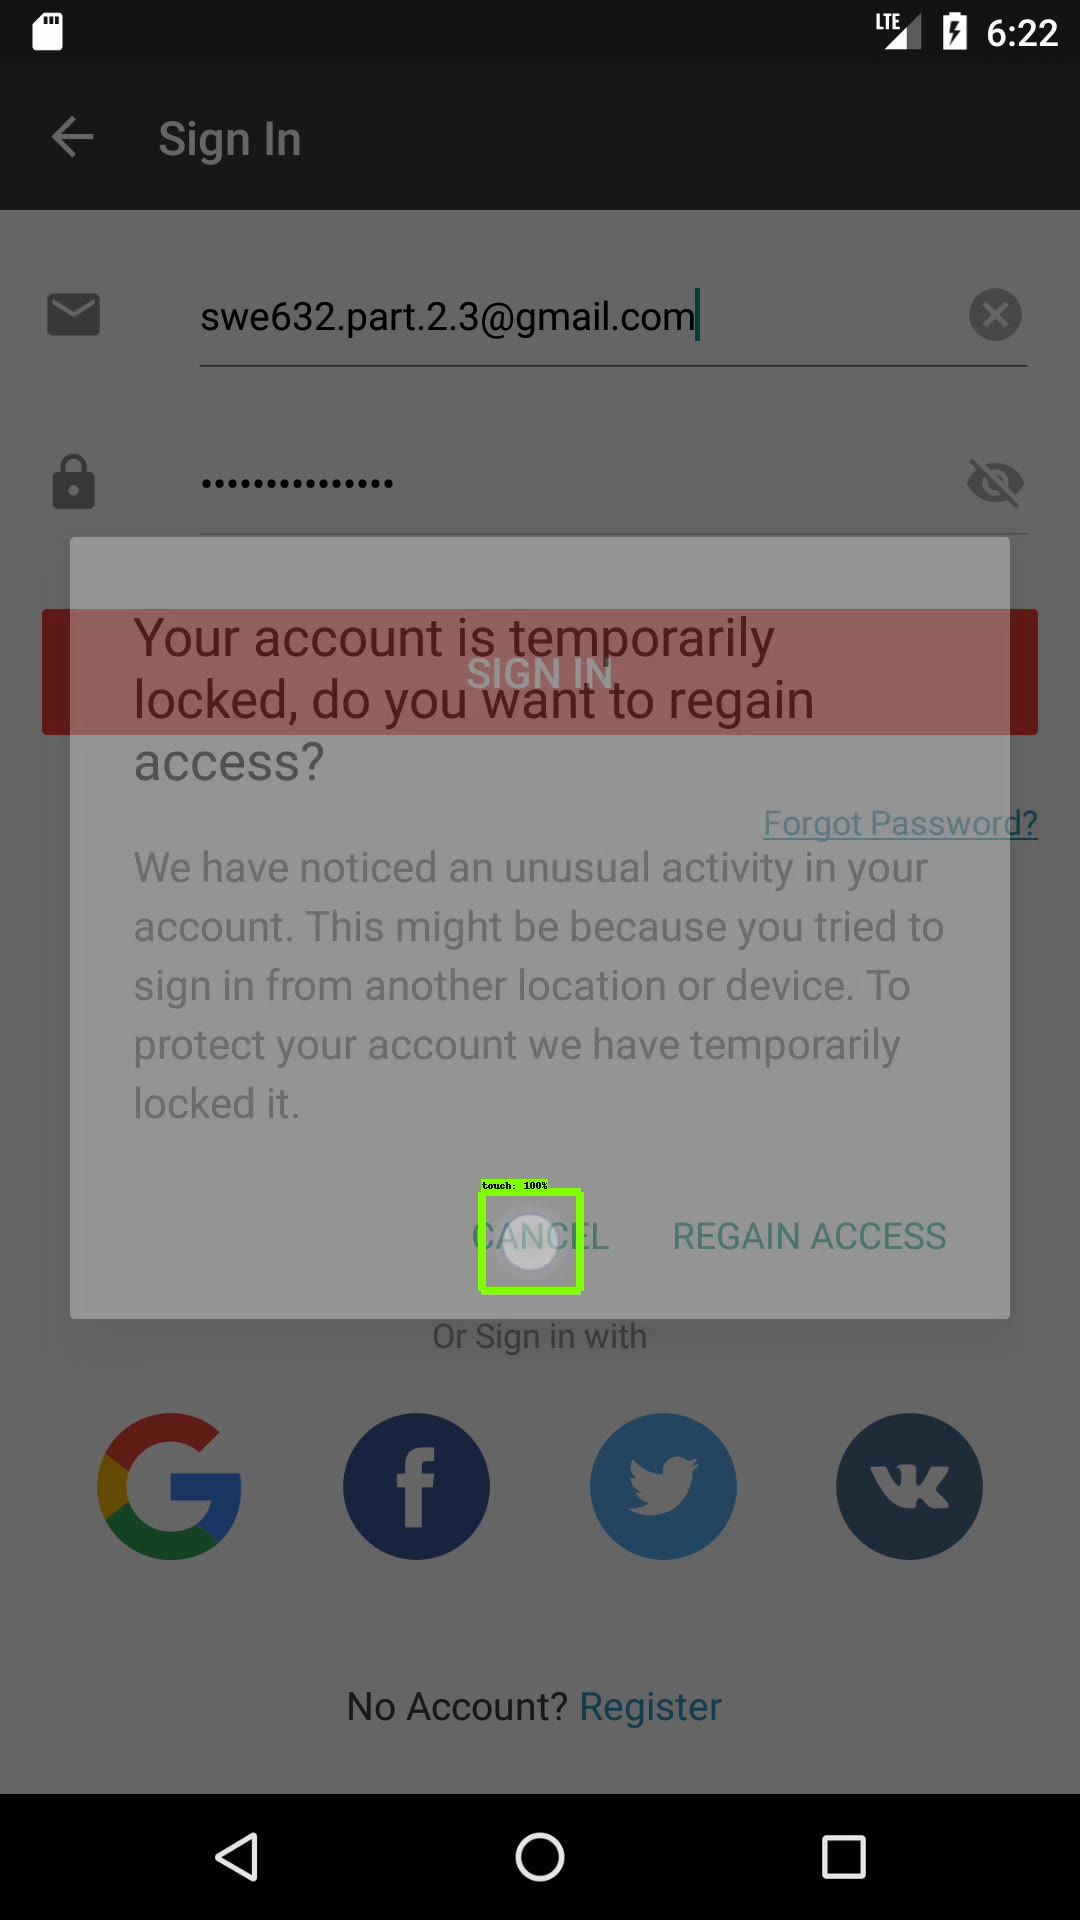 LTE 6:22
Sign In
swe632.part.2.3@gmail.com
•••••••••••••••
SIGN IN
Your account is temporarily
locked, do you want to regain
access?
Forgot Password?
We have noticed an unusual activity in your
account. This might be because you tried to
sign in from another location or device. To
protect your account we have temporarily
locked it.
touch: 100%
CANCEL REGAIN ACCESS
Or Sign in with
No Account? Register